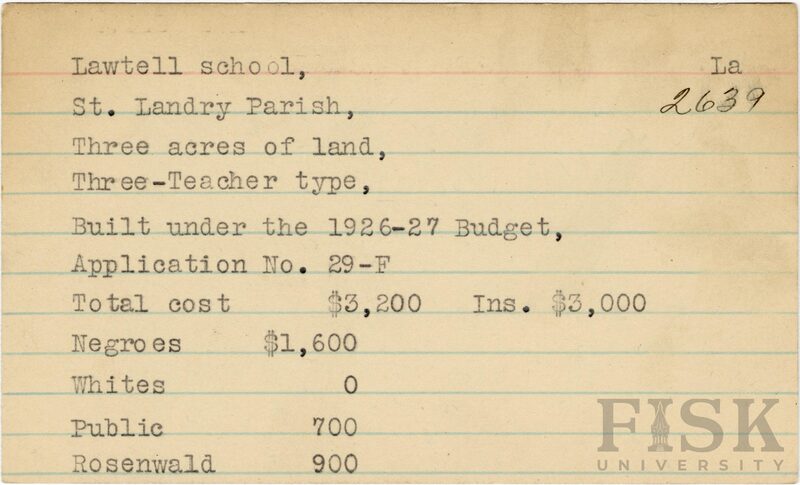 Lawtell school, La
St. Landry Parish, 2639
Three acres of land,
Three-Teacher type,
Built under the 1926-27 Budget,
Application No. 29-F
Total cost $3,200 Ins. $3,000
Negroes $1,600
Whites 0
Public 700
Rosenwald 900
FISK
UNIVERSITY